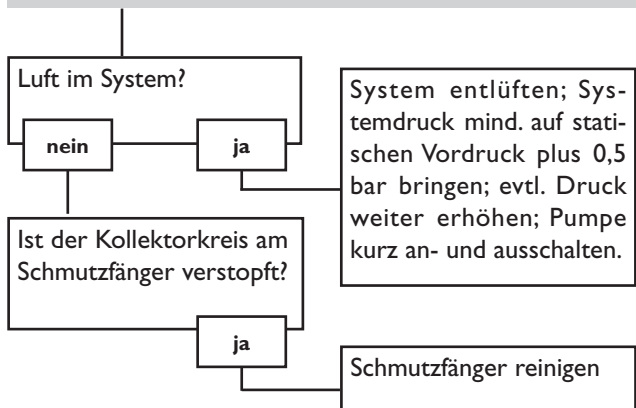 Luft im System?
nein
ja
System entlüften; Sys-
temdruck mind. auf stati-
schen Vordruck plus 0,5
bar bringen; evtl. Druck
weiter erhöhen; Pumpe
kurz an- und ausschalten.
Ist der Kollektorkreis am
Schmutzfänger verstopft?
ja
Schmutzfänger reinigen